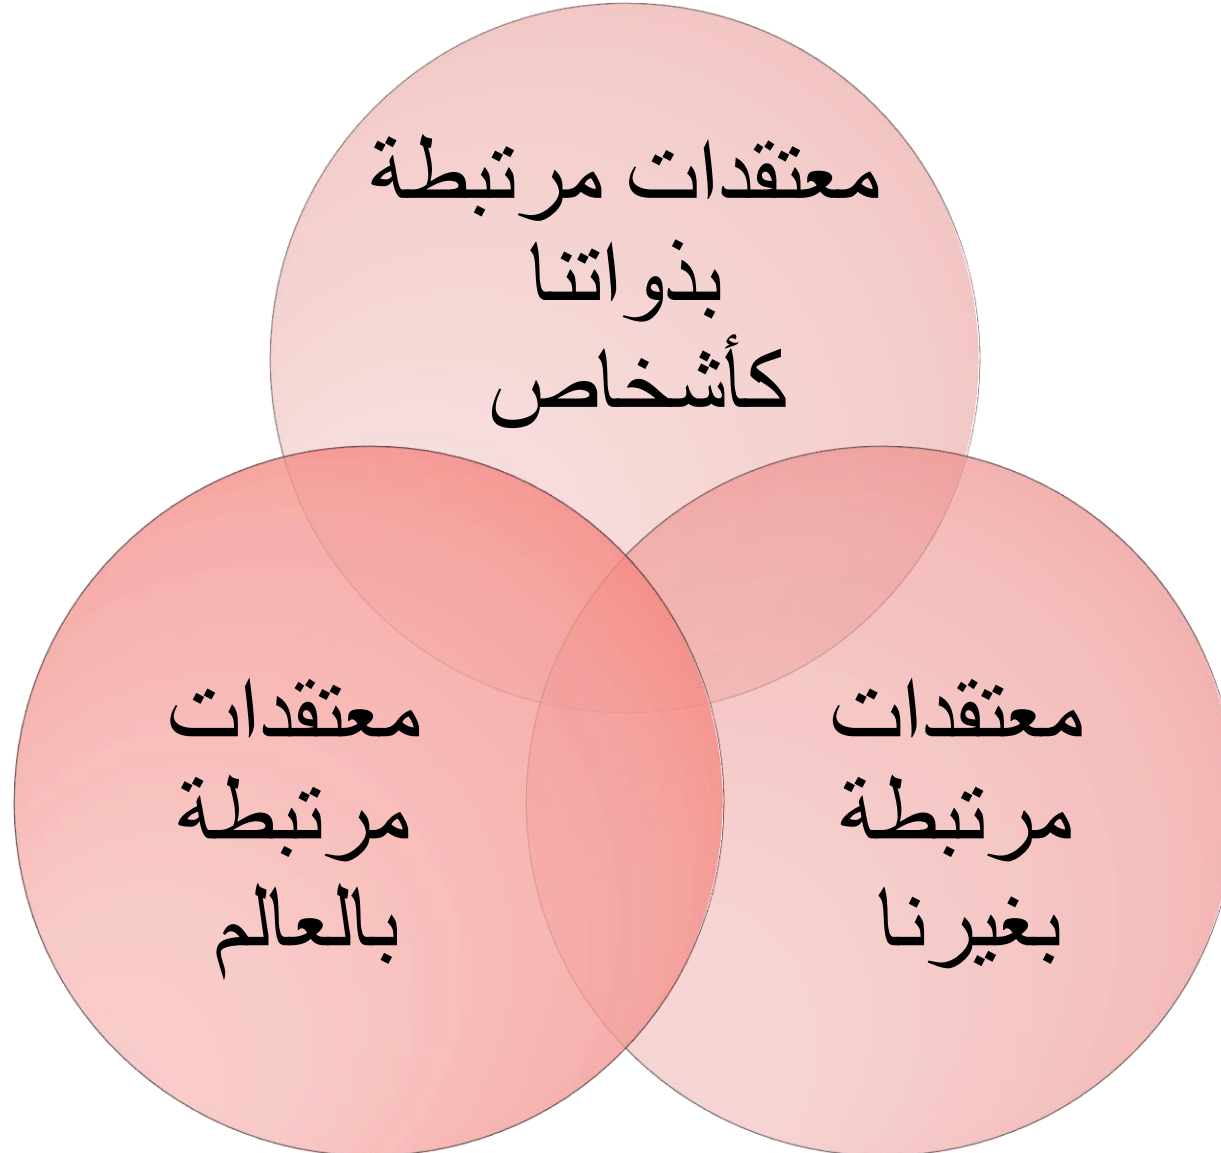 معتقدات مرتبطة
بذواتنا
كأشخاص
معتقدات
مرتبطة
بغيرنا
معتقدات
مرتبطة
بالعالم